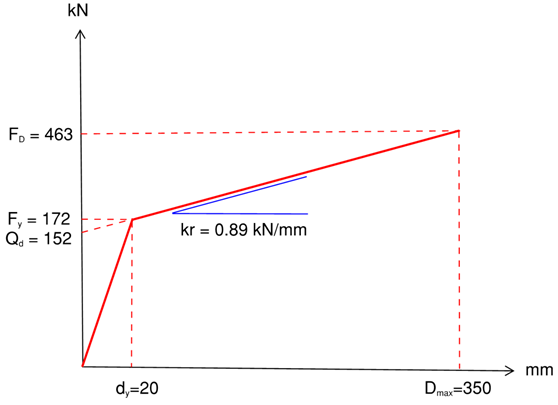 kN
F_D = 463
F_y = 172
Q_d = 152
kr = 0.89 kN/mm
mm
d_y=20
D_max=350